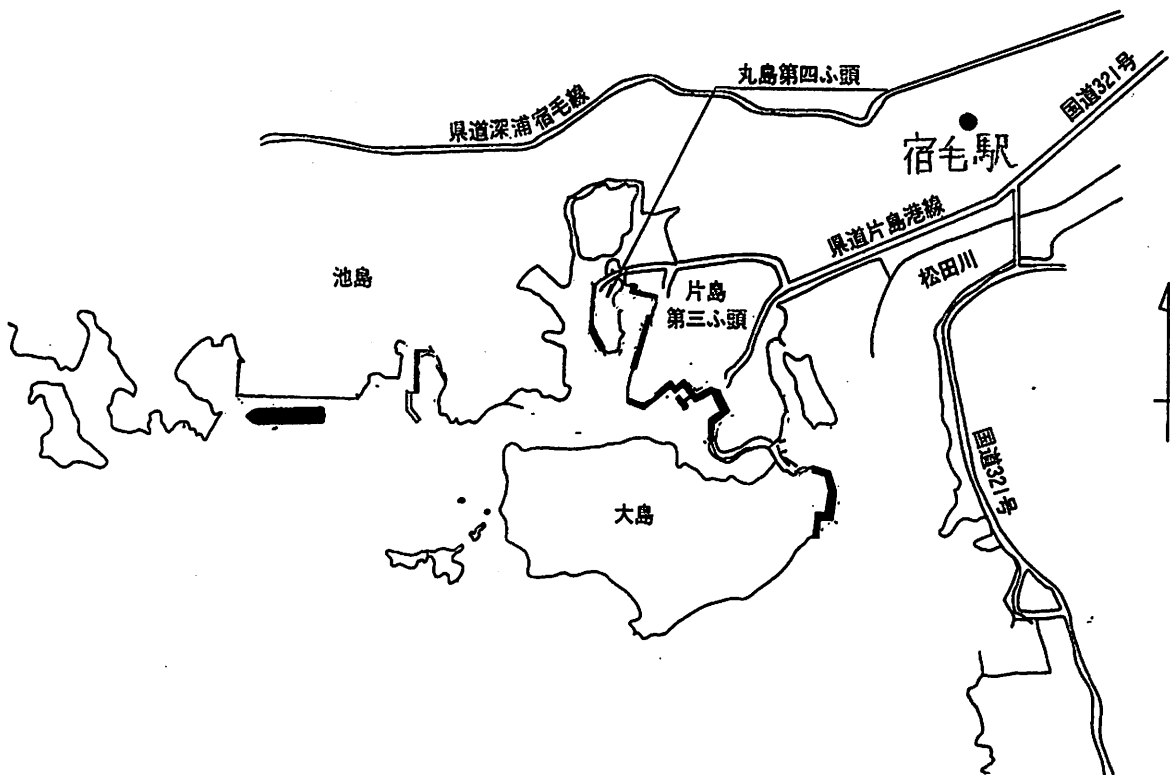 丸島第四ふ頭
国道321号
県道深浦宿毛線
宿毛駅
県道片島港線
松田川
池島
片島
第三ふ頭
国道321号
大島